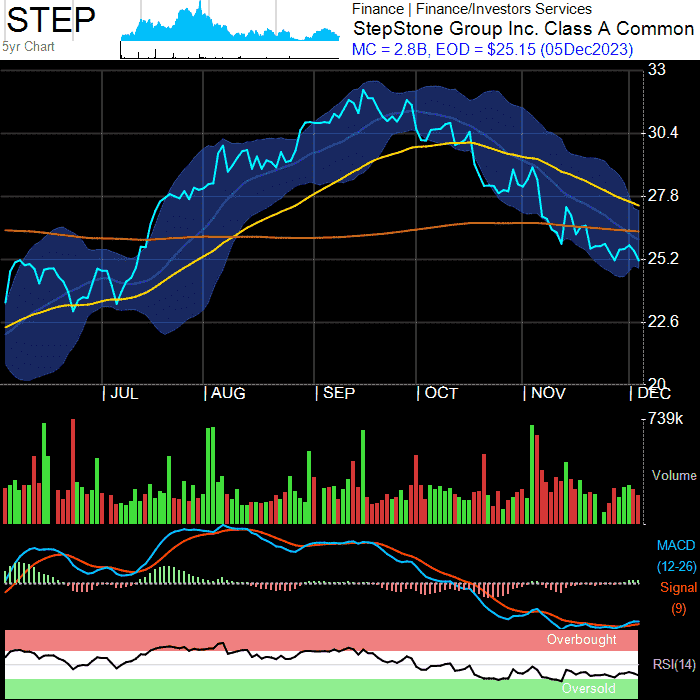 STEP
5yr Chart
Finance | Finance/Investors Services
StepStone Group Inc. Class A Common
MC = 2.8B, EOD = $25.15 (05Dec2023)
33
30.4
27.8
25.2
22.6
20
JUL AUG SEP OCT NOV DEC
739k
Volume
MACD
(12-26)
Signal
(9)
Overbought
RSI(14)
Oversold